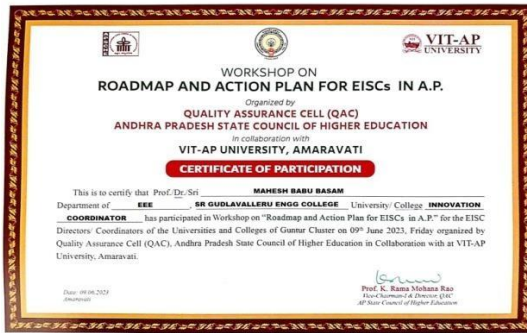 VIT-AP
UNIVERSITY
WORKSHOP ON
ROADMAP AND ACTION PLAN FOR EISCs IN A.P.
Organized by
QUALITY ASSURANCE CELL (QAC)
ANDHRA PRADESH STATE COUNCIL OF HIGHER EDUCATION
In collaboration with
VIT-AP UNIVERSITY, AMARAVATI
CERTIFICATE OF PARTICIPATION
This is to certify that Prof./Dr./Sri MAHESH BABU BASAM
Department of EEE , SR GUDLAVALLERU ENGG COLLEGE University/ College INNOVATION
COORDINATOR has participated in Workshop on “Roadmap and Action Plan for EISCs in A.P.” for the EISC
Directors/ Coordinators of the Universities and Colleges of Guntur Cluster on 09th June 2023, Friday organized by
Quality Assurance Cell (QAC), Andhra Pradesh State Council of Higher Education in Collaboration with at VIT-AP
University, Amaravati.
Date: 09.06.2023
Amaravati
Prof. K. Rama Mohana Rao
Vice-Chairman-I & Director, QAC
AP State Council of Higher Education